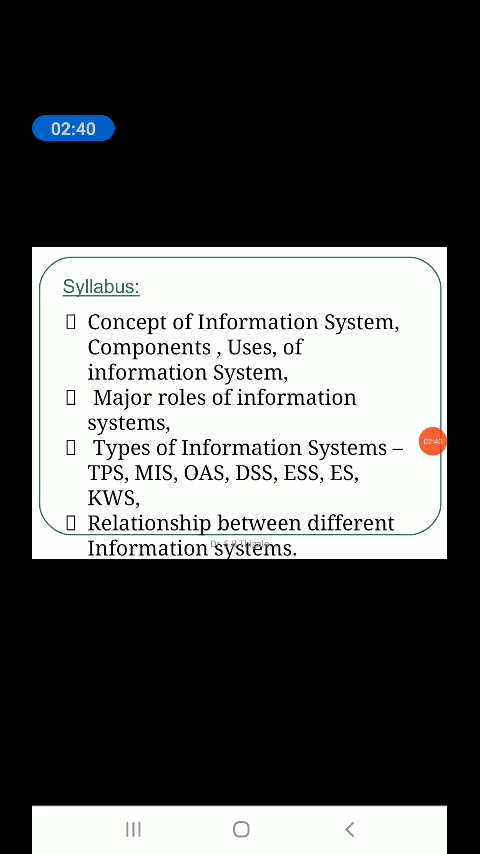 02:40
Syllabus:
Concept of Information System,
Components , Uses, of
information System,
Major roles of information
systems,
Types of Information Systems –
02:40
TPS, MIS, OAS, DSS, ESS, ES,
KWS,
Relationship between different
Information systems.